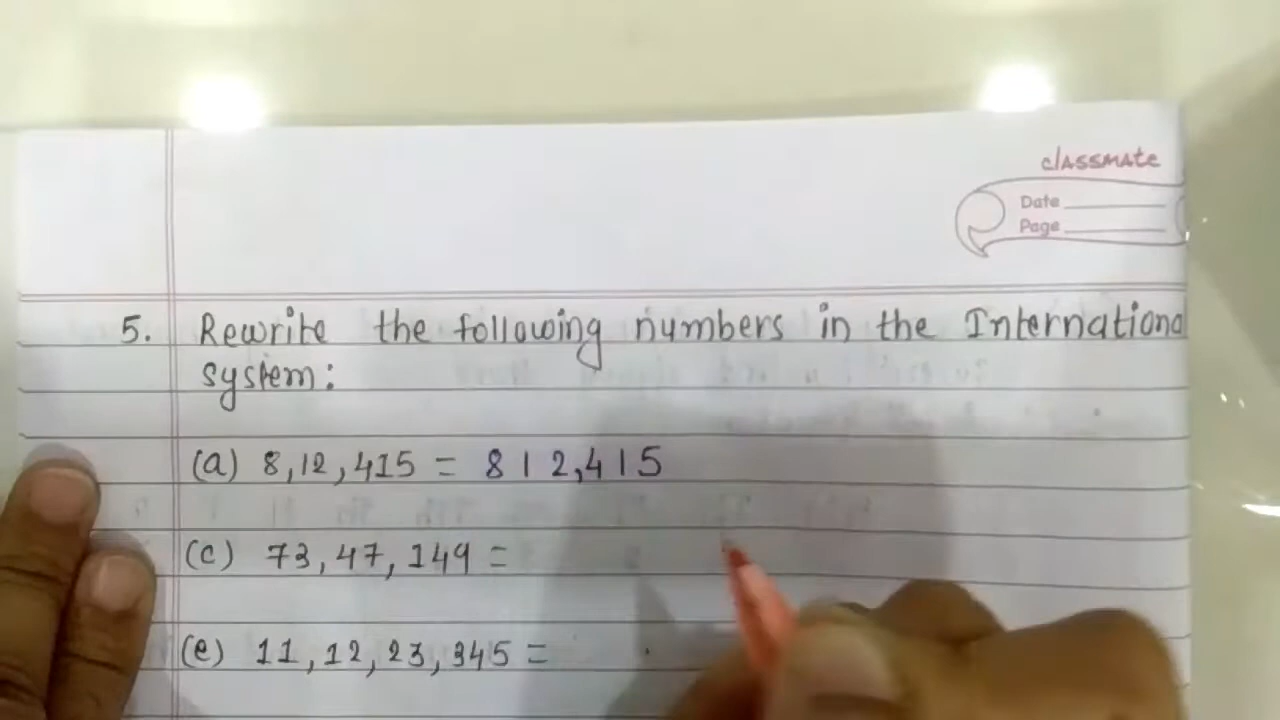 classmate
Date
Page
5. Rewrite the following numbers in the Internationa
system:
(a) 8,12,415 = 812,415
(c) 73,47,149 =
(e) 11,12,23,345 =